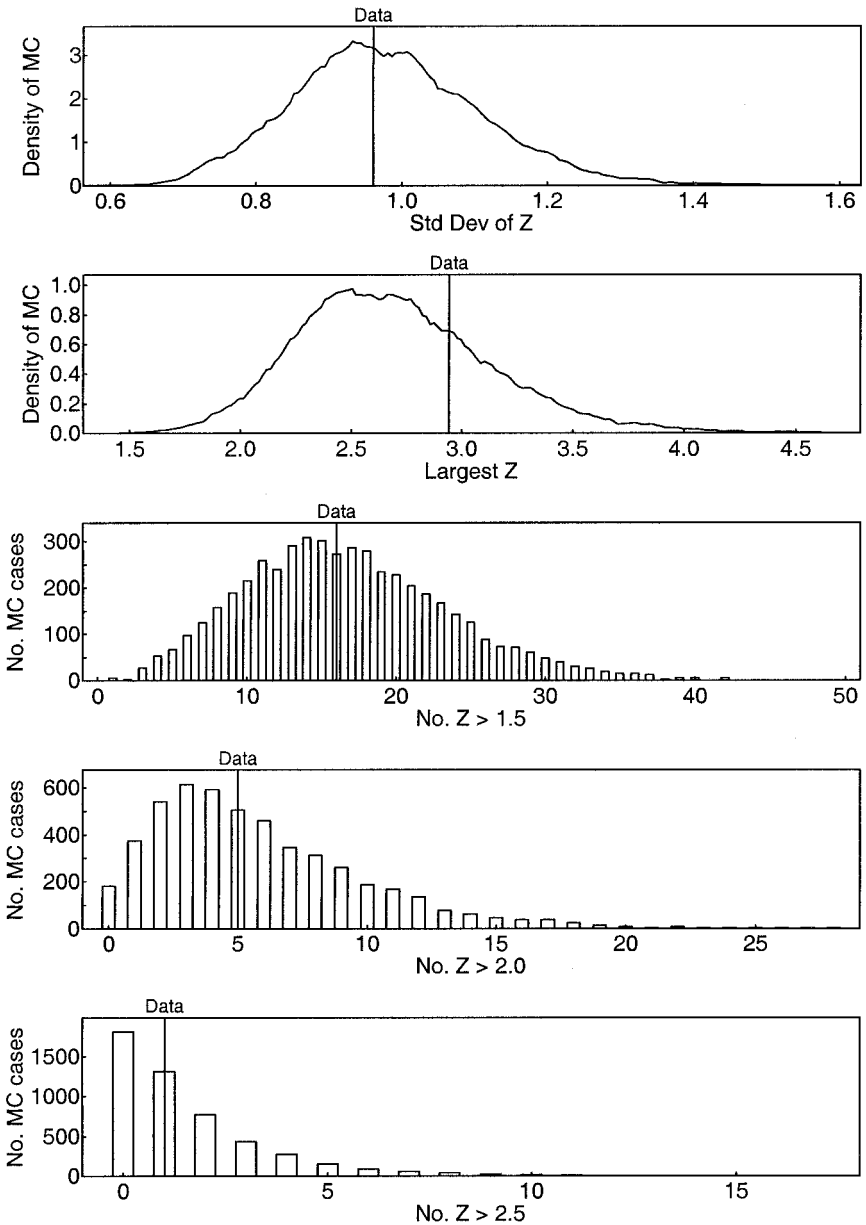 Data
Density of MC
3
2
1
0
0.6 0.8 1.0 1.2 1.4 1.6
Std Dev of Z
Data
Density of MC
1.0
0.8
0.6
0.4
0.2
0.0
1.5 2.0 2.5 3.0 3.5 4.0 4.5
Largest Z
Data
No. MC cases
300
200
100
0
0 10 20 30 40 50
No. Z > 1.5
Data
No. MC cases
600
400
200
0
0 5 10 15 20 25
No. Z > 2.0
Data
No. MC cases
1500
1000
500
0
0 5 10 15
No. Z > 2.5